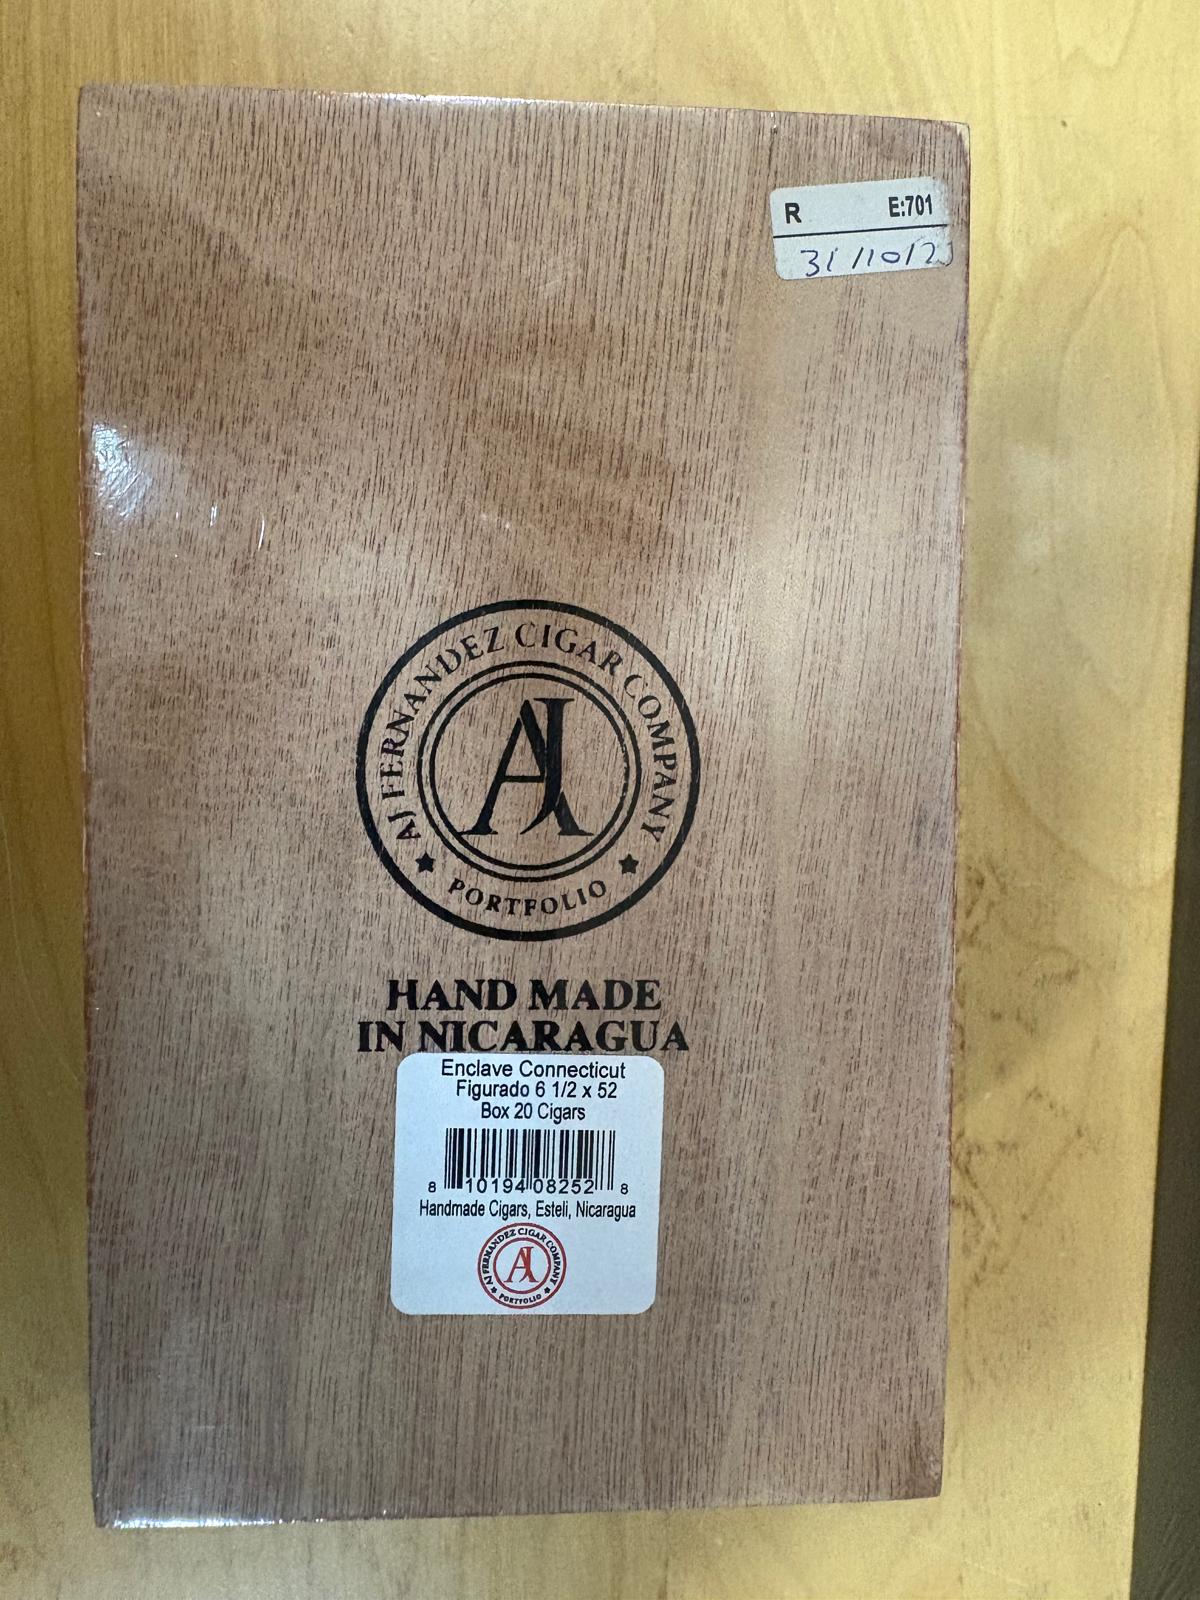 R E:701
31/10/2
AJ FERNANDEZ CIGAR COMPANY
AJ
★ PORTFOLIO ★
HAND MADE
IN NICARAGUA
Enclave Connecticut
Figurado 6 1/2 x 52
Box 20 Cigars
8 10194 08252 8
Handmade Cigars, Esteli, Nicaragua
AJ FERNANDEZ CIGAR COMPANY
AJ
★ PORTFOLIO ★